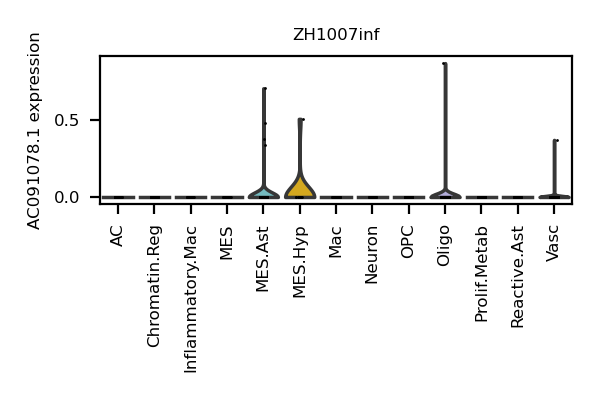 ZH1007inf
AC091078.1 expression
0.5
0.0
AC
Chromatin.Reg
Inflammatory.Mac
MES
MES.Ast
MES.Hyp
Mac
Neuron
OPC
Oligo
Prolif.Metab
Reactive.Ast
Vasc